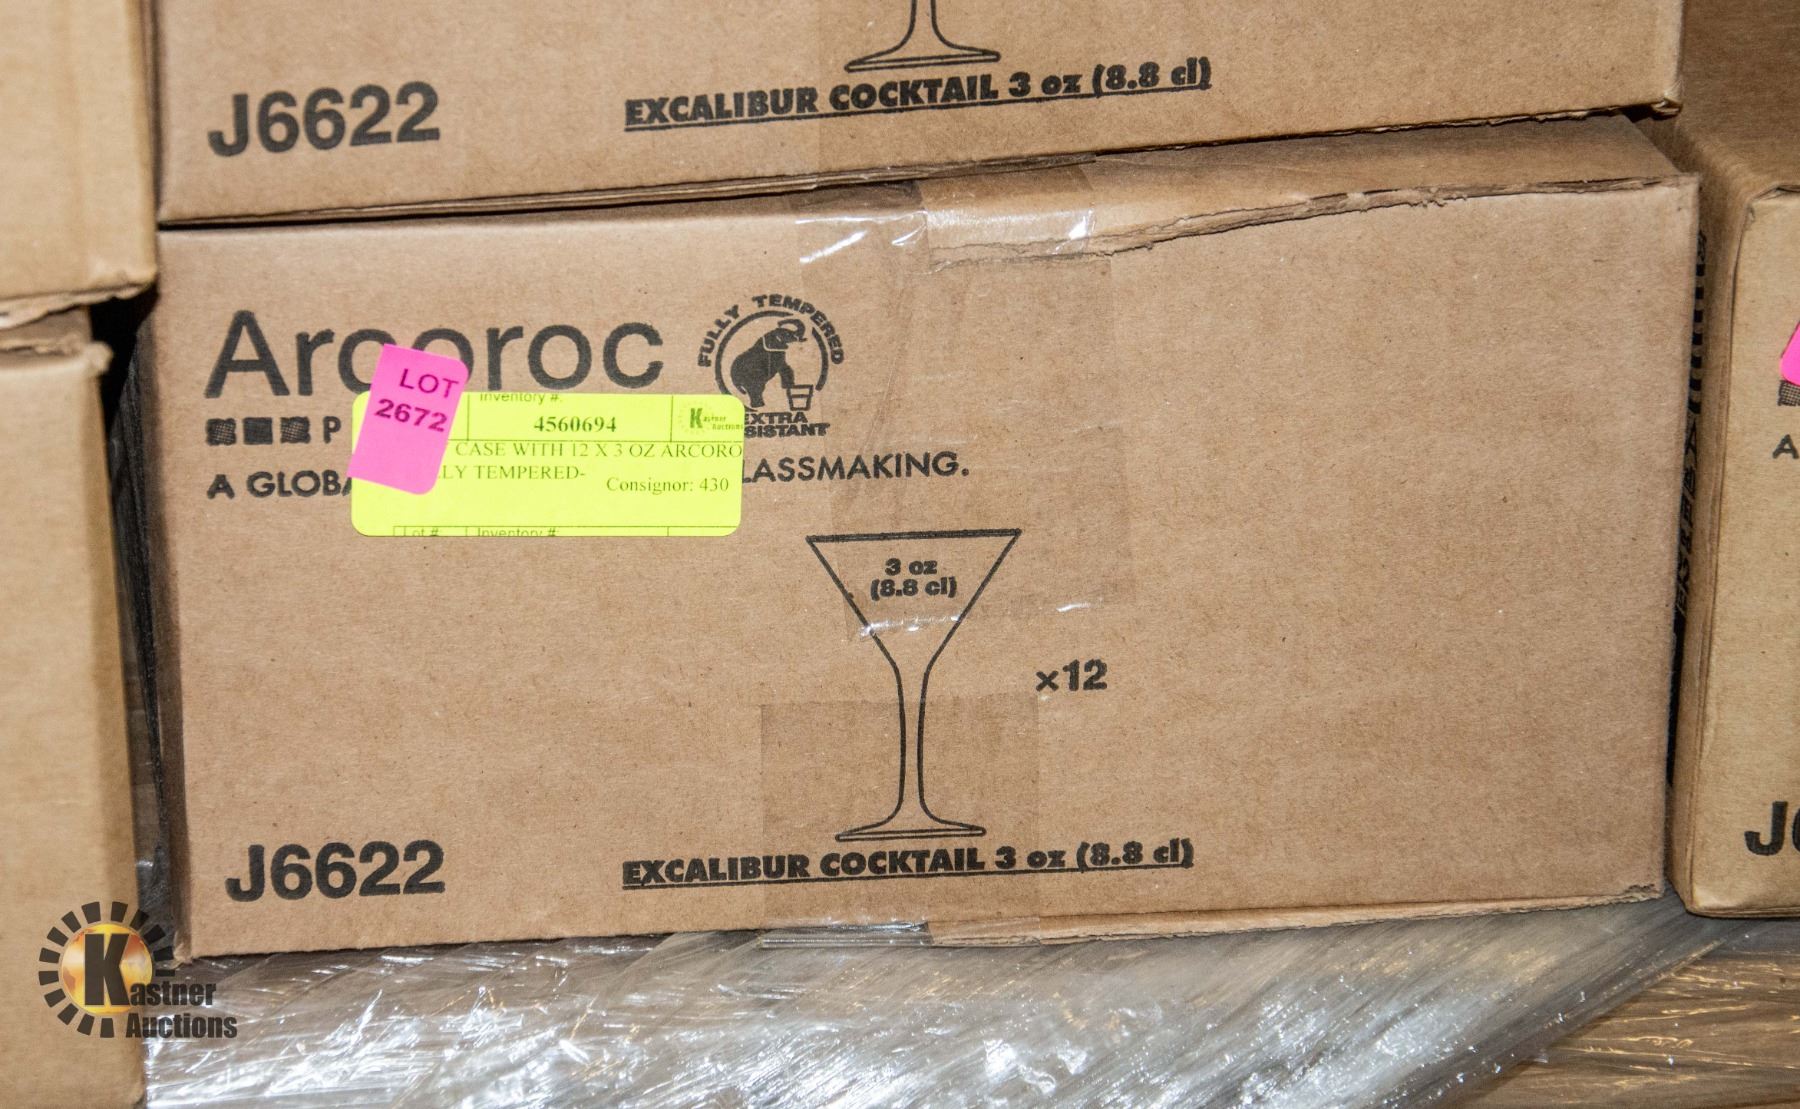 J6622
EXCALIBUR COCKTAIL 3 oz (8.8 cl)
Arcoroc
FULLY TEMPERED
EXTRA
P
A GLOBA
LASSMAKING.
LOT
2672
Inventory #:
4560694
Kastner
Auctions
CASE WITH 12 X 3 OZ ARCORO
LY TEMPERED-
Consignor: 430
Lot #: Inventory #:
3 oz
(8.8 cl)
x12
J6622
EXCALIBUR COCKTAIL 3 oz (8.8 cl)
A
Kastner
Auctions